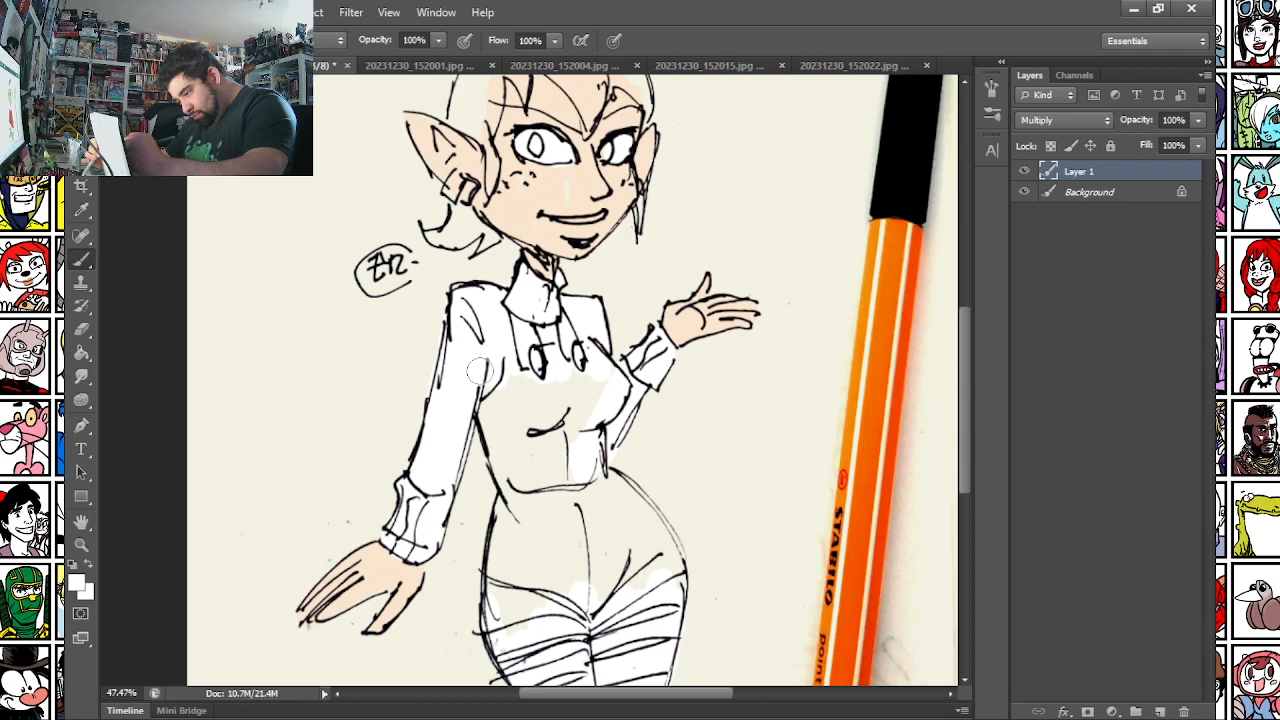 Filter View Window Help
Opacity: 100% Flow: 100% Essentials
20231230_152001.jpg ... × 20231230_152004.jpg ... × 20231230_152015.jpg ... × 20231230_152022.jpg ... ×
Layers Channels
Kind
Multiply Opacity: 100%
Lock: Fill: 100%
Layer 1
Background
STABILO
point
47.47% Doc: 10.7M/21.4M
Timeline Mini Bridge